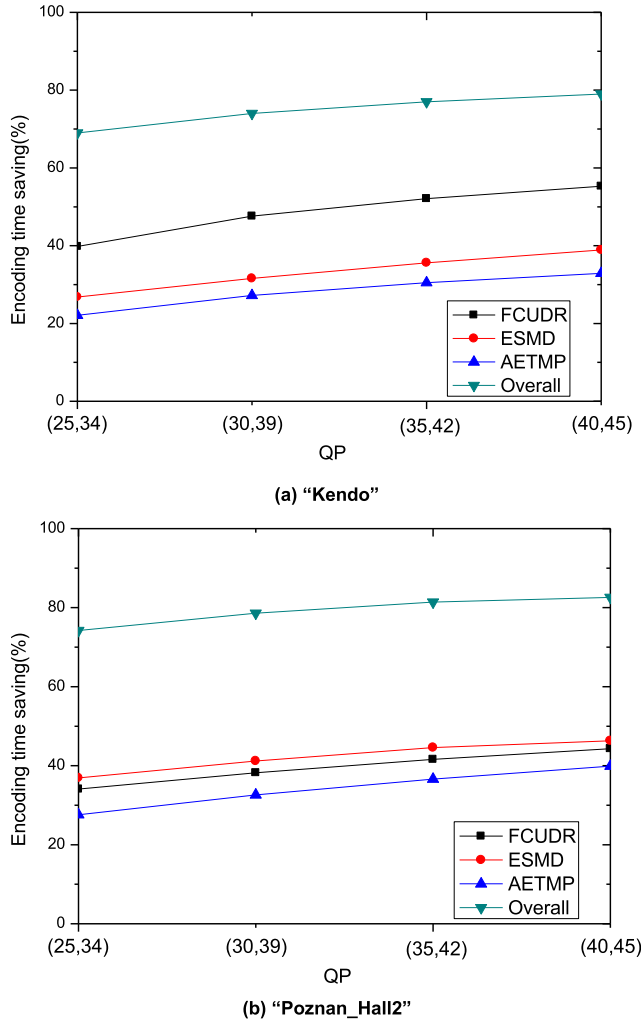 100
80
60
40
20
0
Encoding time saving(%)
FCUDR
ESMD
AETMP
Overall
(25,34) (30,39) (35,42) (40,45)
QP
(a) “Kendo”
100
80
60
40
20
0
Encoding time saving(%)
FCUDR
ESMD
AETMP
Overall
(25,34) (30,39) (35,42) (40,45)
QP
(b) “Poznan_Hall2”